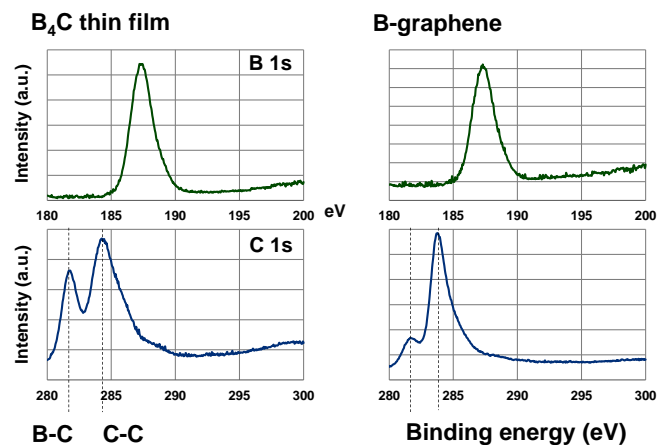 B₄C thin film
B-graphene
Intensity (a.u.)
B 1s
180 185 190 195 200 eV
180 185 190 195 200
Intensity (a.u.)
C 1s
280 285 290 295 300
280 285 290 295 300
B-C C-C
Binding energy (eV)